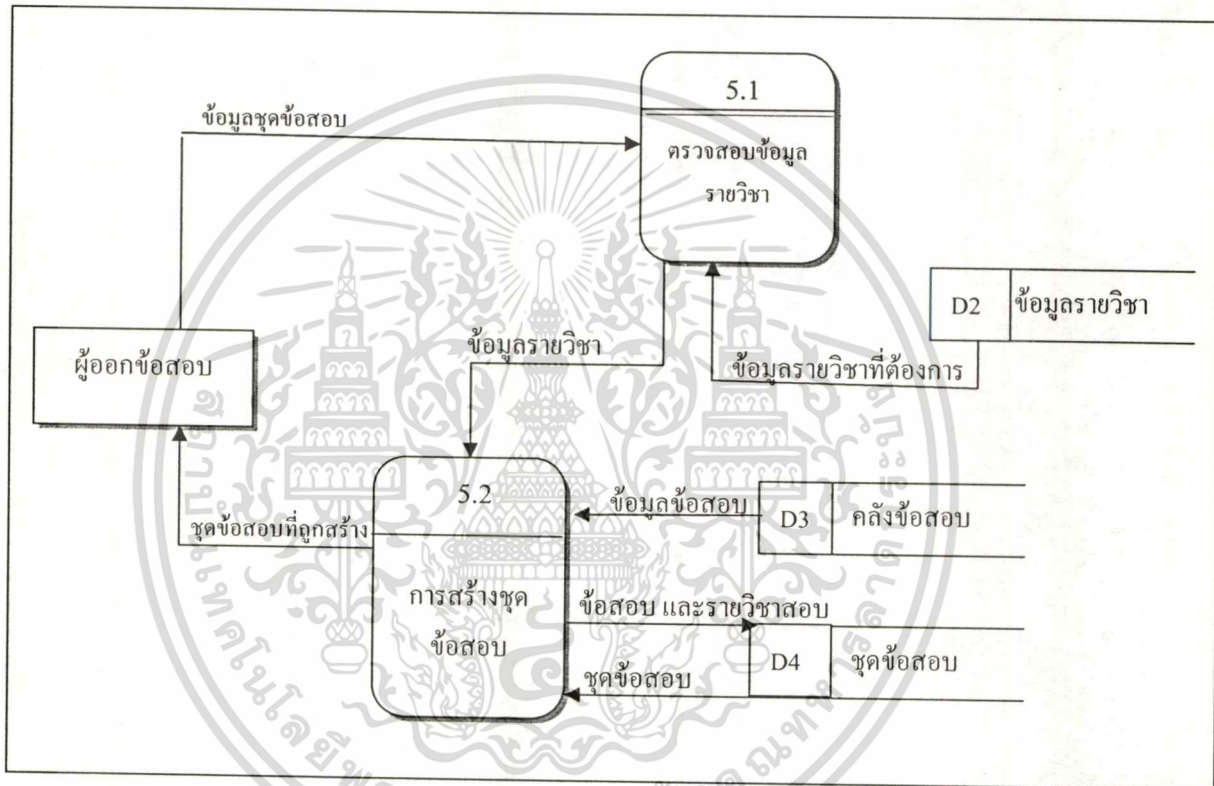 5.1
ข้อมูลชุดข้อสอบ
ตรวจสอบข้อมูล
รายวิชา
D2
ข้อมูลรายวิชา
ข้อมูลรายวิชา
ข้อมูลรายวิชาที่ต้องการ
ผู้ออกข้อสอบ
5.2
ข้อมูลข้อสอบ
D3
คลังข้อสอบ
ชุดข้อสอบที่ถูกสร้าง
การสร้างชุด
ข้อสอบ
ข้อสอบ และรายวิชาสอบ
D4
ชุดข้อสอบ
ชุดข้อสอบ